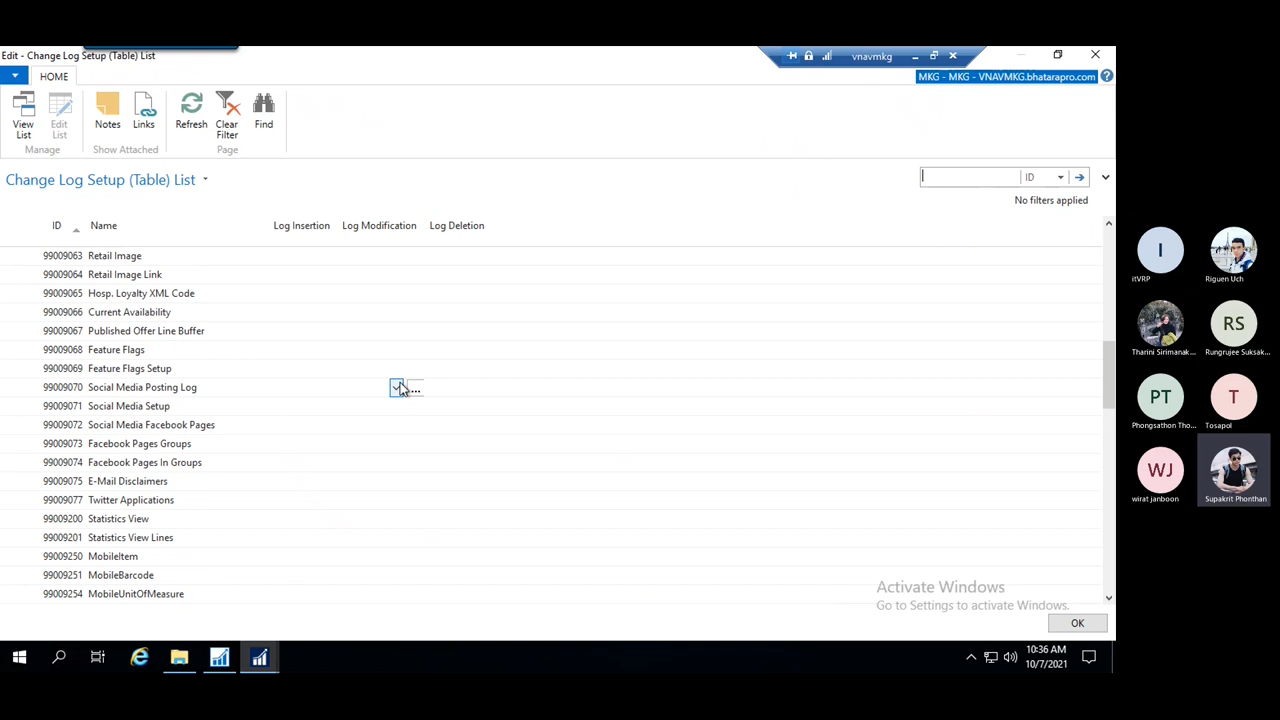 Edit - Change Log Setup (Table) List
vnavmkg
HOME
MKG - MKG - VNAVMKG.bhatarapro.com
View List
Edit List
Manage
Notes
Links
Show Attached
Refresh
Clear Filter
Find
Page
Change Log Setup (Table) List
ID
No filters applied
ID Name Log Insertion Log Modification Log Deletion
99009063 Retail Image
99009064 Retail Image Link
99009065 Hosp. Loyalty XML Code
99009066 Current Availability
99009067 Published Offer Line Buffer
99009068 Feature Flags
99009069 Feature Flags Setup
99009070 Social Media Posting Log ...
99009071 Social Media Setup
99009072 Social Media Facebook Pages
99009073 Facebook Pages Groups
99009074 Facebook Pages In Groups
99009075 E-Mail Disclaimers
99009077 Twitter Applications
99009200 Statistics View
99009201 Statistics View Lines
99009250 MobileItem
99009251 MobileBarcode
99009254 MobileUnitOfMeasure
Activate Windows
Go to Settings to activate Windows.
OK
10:36 AM
10/7/2021
I
itVRP
Riguen Uch
Tharini Sirimanak...
RS
Rungrujee Suksak...
PT
Phongsathon Tho...
T
Tosapol
WJ
wirat janboon
Supakrit Phonthan